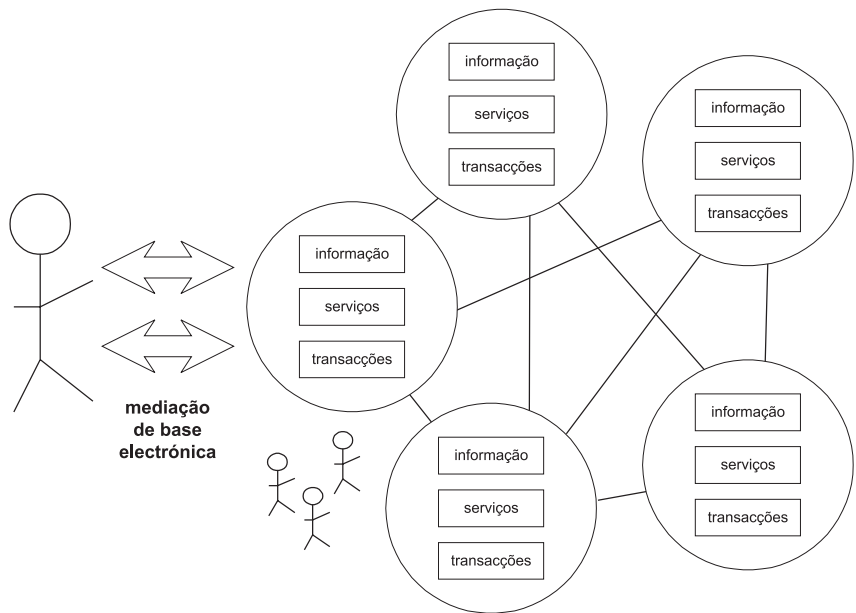 informação
serviços
transacções
informação
serviços
transacções
informação
serviços
transacções
mediação
de base
electrónica
informação
serviços
transacções
informação
serviços
transacções